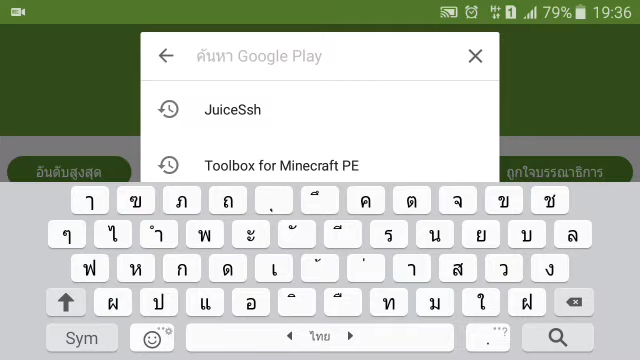 79% 19:36
ค้นหา Google Play
JuiceSsh
Toolbox for Minecraft PE
อันดับสูงสุด
ถูกใจบรรณาธิการ
ๅ ฃ ภ ถ ุ ึ ค ต จ ข ช
ๆ ไ ำ พ ะ ั ี ร น ย บ ล
ฟ ห ก ด เ ้ ่ า ส ว ง
ผ ป แ อ ิ ื ท ม ใ ฝ
Sym ไทย . ,?